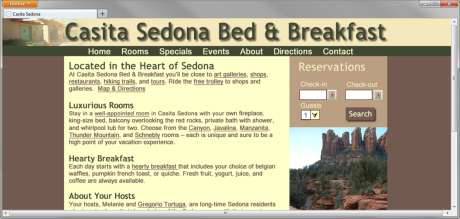 Casita Sedona
Casita Sedona Bed & Breakfast
Home Rooms Specials Events About Directions Contact
Located in the Heart of Sedona
At Casita Sedona Bed & Breakfast you'll be close to art galleries, shops,
restaurants, hiking trails, and tours. Ride the free trolley to shops and
galleries. Map & Directions
Luxurious Rooms
Stay in a well-appointed room in Casita Sedona with your own fireplace,
king-size bed, balcony overlooking the red rocks, private bath with shower,
and whirlpool tub for two. Choose from the Canyon, Javalina, Manzanita,
Thunder Mountain, and Schnebly rooms – each is unique and sure to be a
high point of your vacation experience.
Hearty Breakfast
Each day starts with a hearty breakfast that includes your choice of belgian
waffles, pumpkin french toast, or quiche. Fresh fruit, yogurt, juice, and
coffee are always available.
About Your Hosts
Your hosts, Melanie and Gregorio Tortuga, are long-time Sedona residents
Reservations
Check-in Check-out
Guests
1 Search